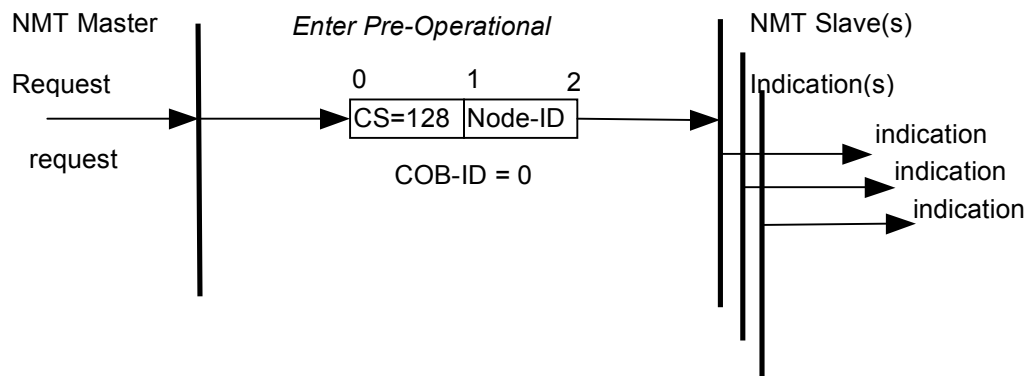 NMT Master
Enter Pre-Operational
NMT Slave(s)
Request
0
1
2
Indication(s)
CS=128
Node-ID
request
COB-ID = 0
indication
indication
indication